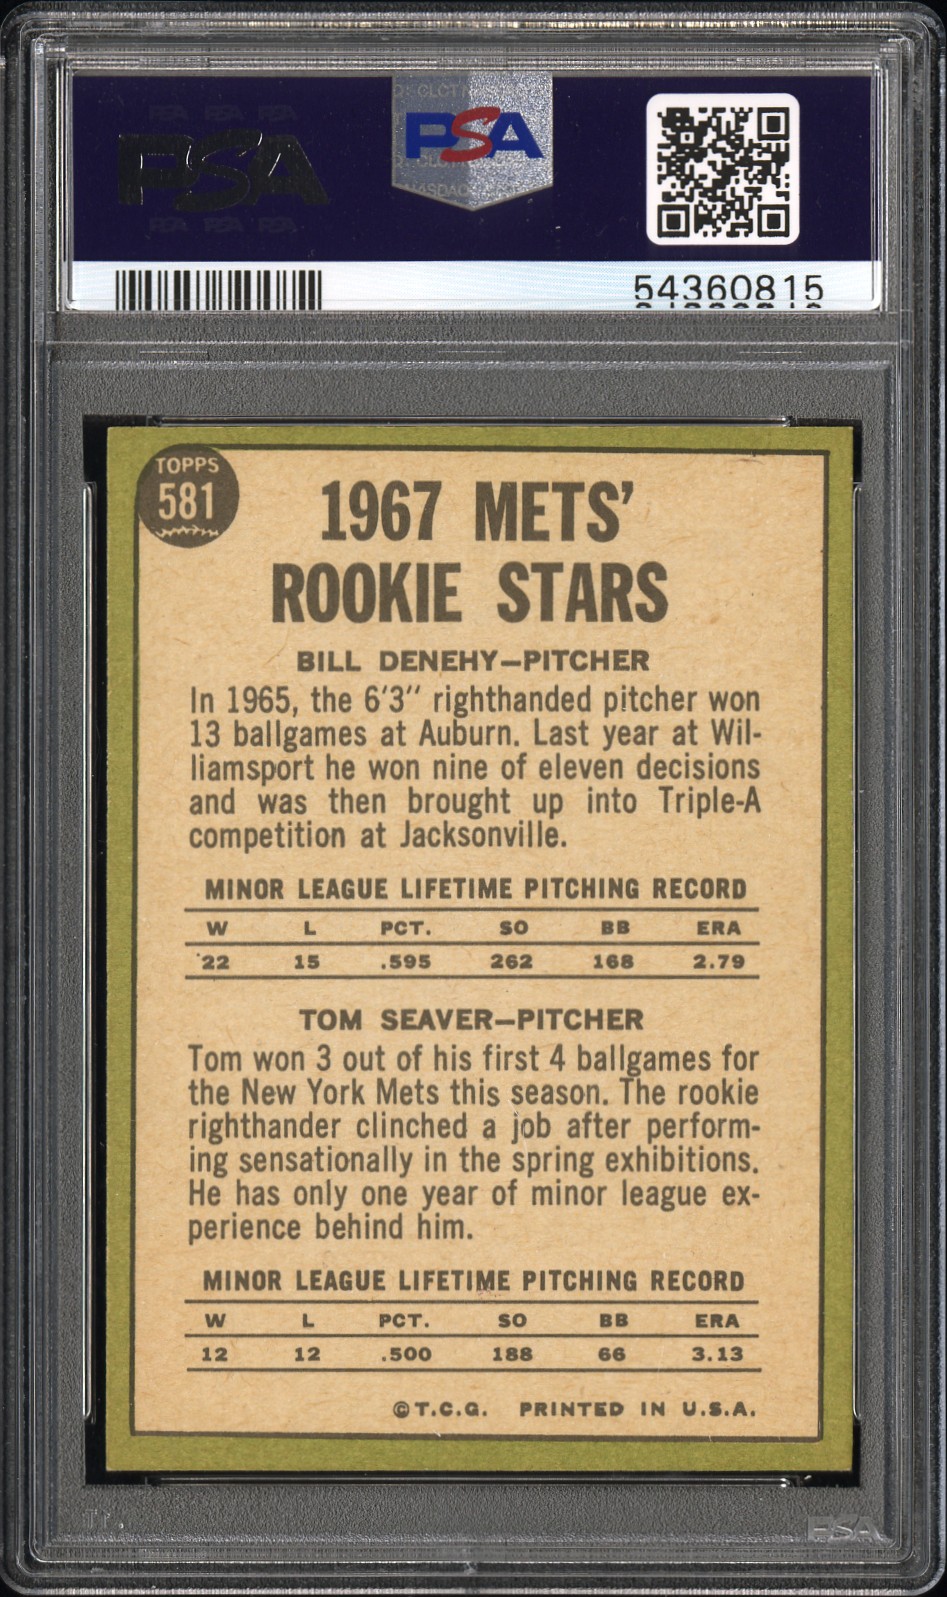 PSA
PSA
54360815
TOPPS
581
1967 METS'
ROOKIE STARS
BILL DENEHY—PITCHER
In 1965, the 6'3" righthanded pitcher won
13 ballgames at Auburn. Last year at Wil-
liamsport he won nine of eleven decisions
and was then brought up into Triple-A
competition at Jacksonville.
MINOR LEAGUE LIFETIME PITCHING RECORD
W L PCT. SO BB ERA
22 15 .595 262 168 2.79
TOM SEAVER—PITCHER
Tom won 3 out of his first 4 ballgames for
the New York Mets this season. The rookie
righthander clinched a job after perform-
ing sensationally in the spring exhibitions.
He has only one year of minor league ex-
perience behind him.
MINOR LEAGUE LIFETIME PITCHING RECORD
W L PCT. SO BB ERA
12 12 .500 188 66 3.13
©T.C.G. PRINTED IN U.S.A.
PSA